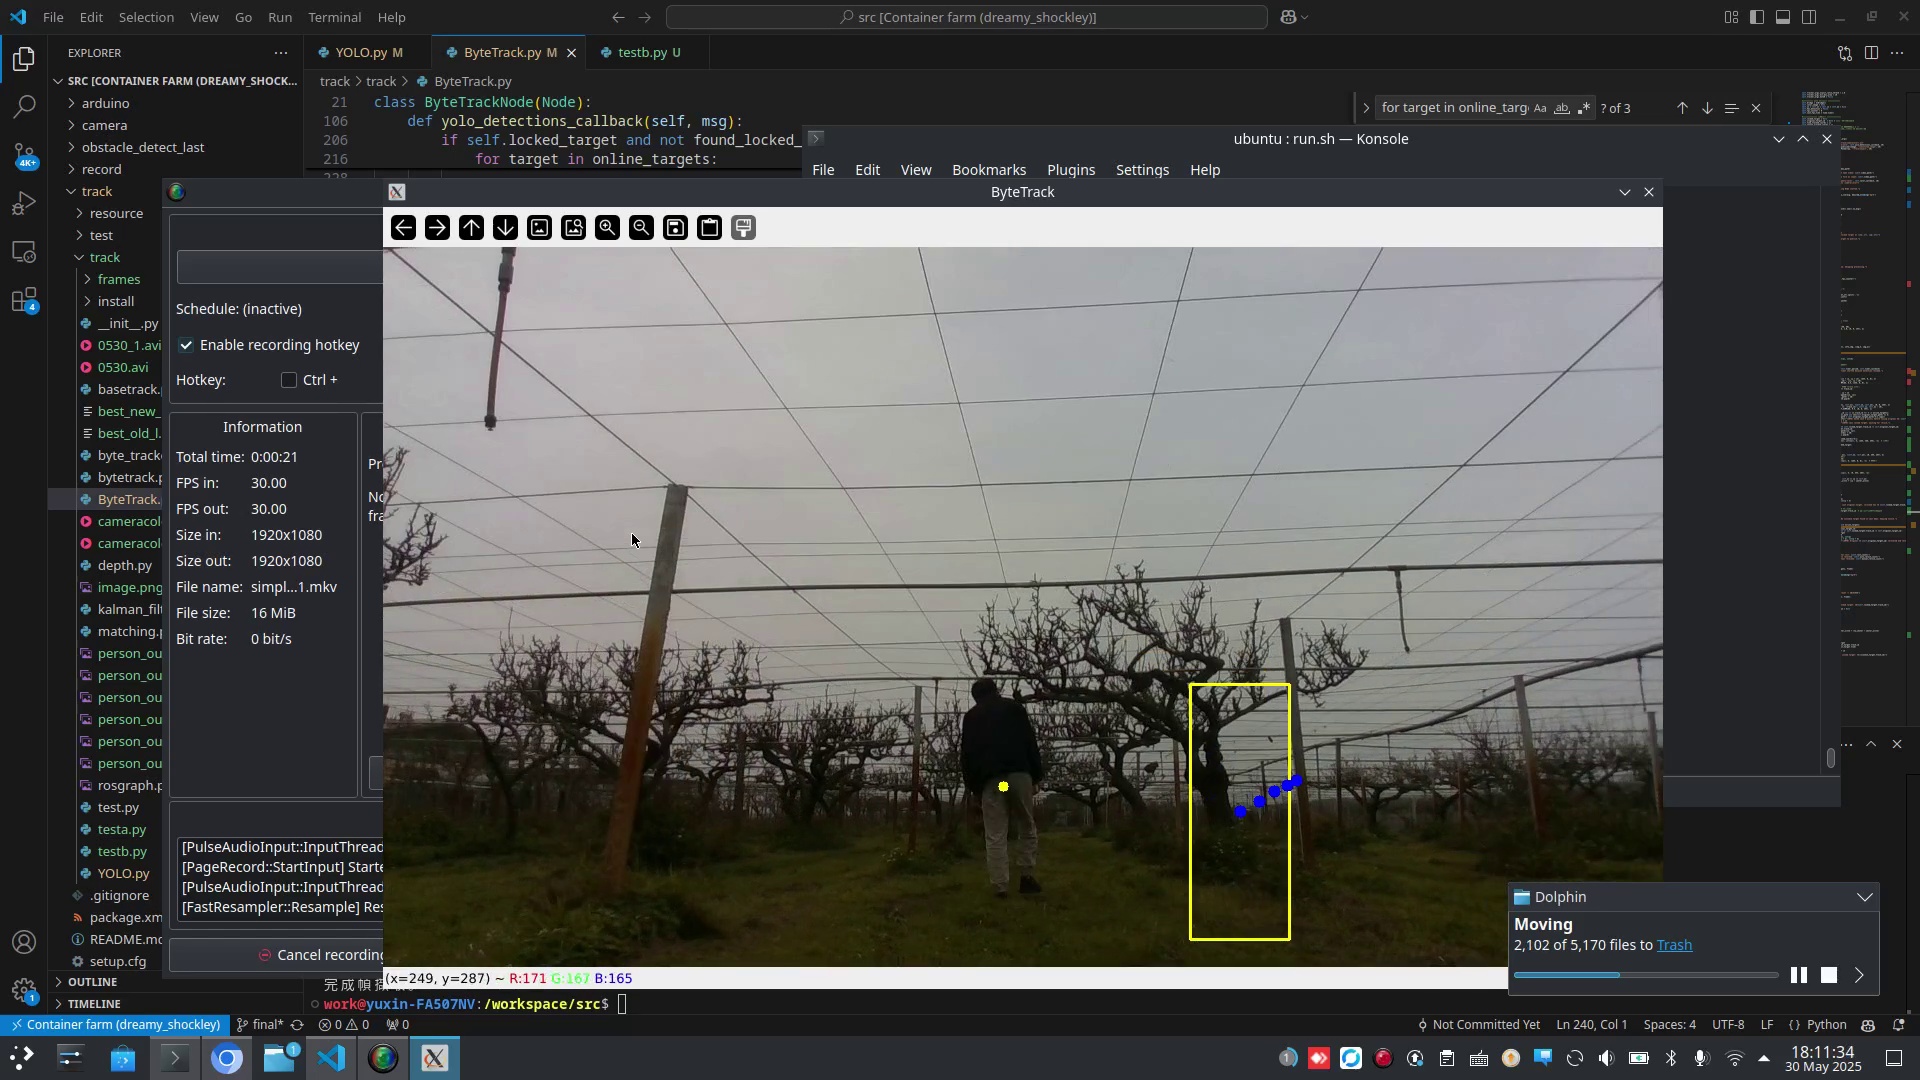 File Edit Selection View Go Run Terminal Help
src [Container farm (dreamy_shockley)]
EXPLORER
YOLO.py M
ByteTrack.py M
testb.py U
SRC [CONTAINER FARM (DREAMY_SHOCK...
track > track > ByteTrack.py
arduino
camera
obstacle_detect_last
record
track
resource
test
track
frames
install
__init__.py
0530_1.avi
0530.avi
basetrack.
best_new_
best_old_l.
byte_track
bytetrack.p
ByteTrack.
cameracol
cameracol
depth.py
image.png
kalman_filt
matching.p
person_ou
person_ou
person_ou
person_ou
person_ou
person_ou
rosgraph.p
test.py
testa.py
testb.py
YOLO.py
.gitignore
package.xm
README.md
setup.cfg
OUTLINE
TIMELINE
4K+
4
1
21 class ByteTrackNode(Node):
106 def yolo_detections_callback(self, msg):
206 if self.locked_target and not found_locked_
216 for target in online_targets:
for target in online_targ Aa ab ? of 3
ubuntu : run.sh — Konsole
File Edit View Bookmarks Plugins Settings Help
ByteTrack
Schedule: (inactive)
Enable recording hotkey
Hotkey: Ctrl +
Information
Total time: 0:00:21
FPS in: 30.00
FPS out: 30.00
Size in: 1920x1080
Size out: 1920x1080
File name: simpl...1.mkv
File size: 16 MiB
Bit rate: 0 bit/s
[PulseAudioInput::InputThread
[PageRecord::StartInput] Starte
[PulseAudioInput::InputThread
[FastResampler::Resample] Res
Cancel recording
(x=249, y=287) ~ R:171 G:167 B:165
work@yuxin-FA507NV:/workspace/src$
Dolphin
Moving
2,102 of 5,170 files to Trash
Container farm (dreamy_shockley) final* 0 0 0
Not Committed Yet Ln 240, Col 1 Spaces: 4 UTF-8 LF {} Python
1
1
18:11:34
30 May 2025